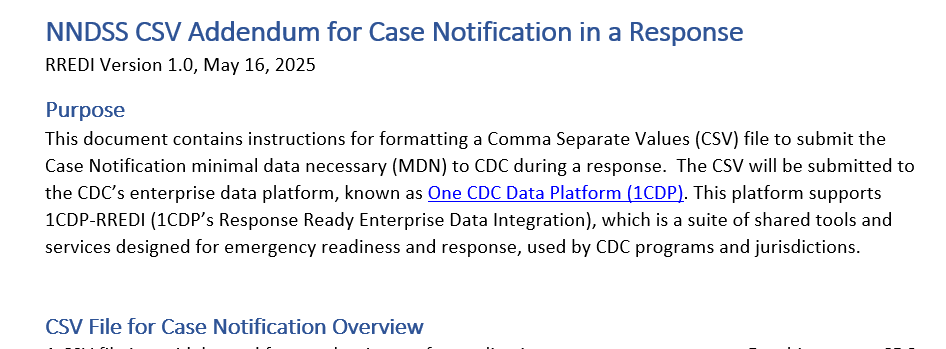 NNDSS CSV Addendum for Case Notification in a Response
RREDI Version 1.0, May 16, 2025
Purpose
This document contains instructions for formatting a Comma Separate Values (CSV) file to submit the
Case Notification minimal data necessary (MDN) to CDC during a response.  The CSV will be submitted to
the CDC’s enterprise data platform, known as One CDC Data Platform (1CDP). This platform supports
1CDP-RREDI (1CDP’s Response Ready Enterprise Data Integration), which is a suite of shared tools and
services designed for emergency readiness and response, used by CDC programs and jurisdictions.
CSV File for Case Notification Overview